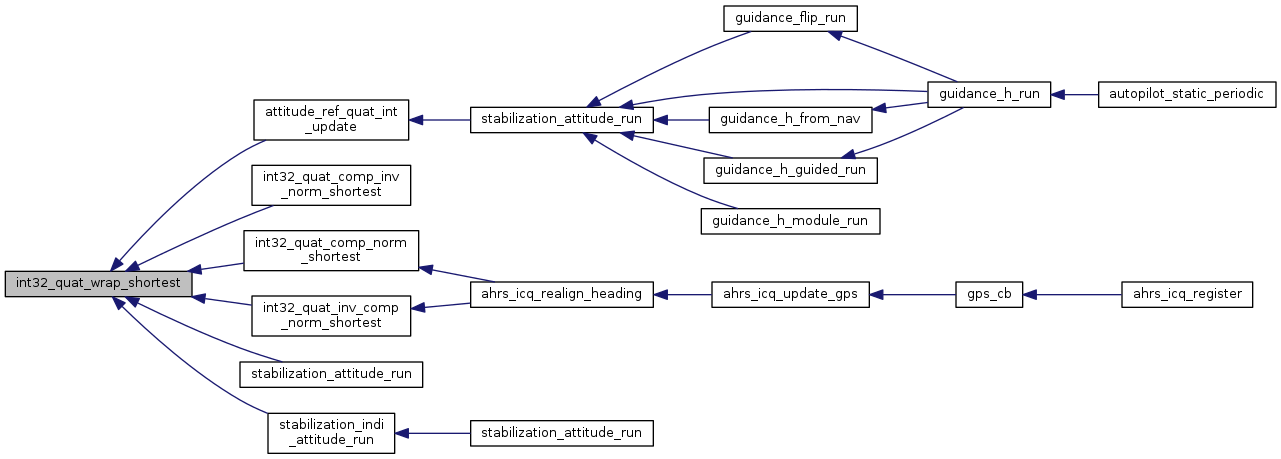 guidance_flip_run
guidance_h_run
autopilot_static_periodic
attitude_ref_quat_int
_update
stabilization_attitude_run
guidance_h_from_nav
guidance_h_guided_run
int32_quat_comp_inv
_norm_shortest
guidance_h_module_run
int32_quat_comp_norm
_shortest
int32_quat_wrap_shortest
ahrs_icq_realign_heading
ahrs_icq_update_gps
gps_cb
ahrs_icq_register
int32_quat_inv_comp
_norm_shortest
stabilization_attitude_run
stabilization_indi
_attitude_run
stabilization_attitude_run